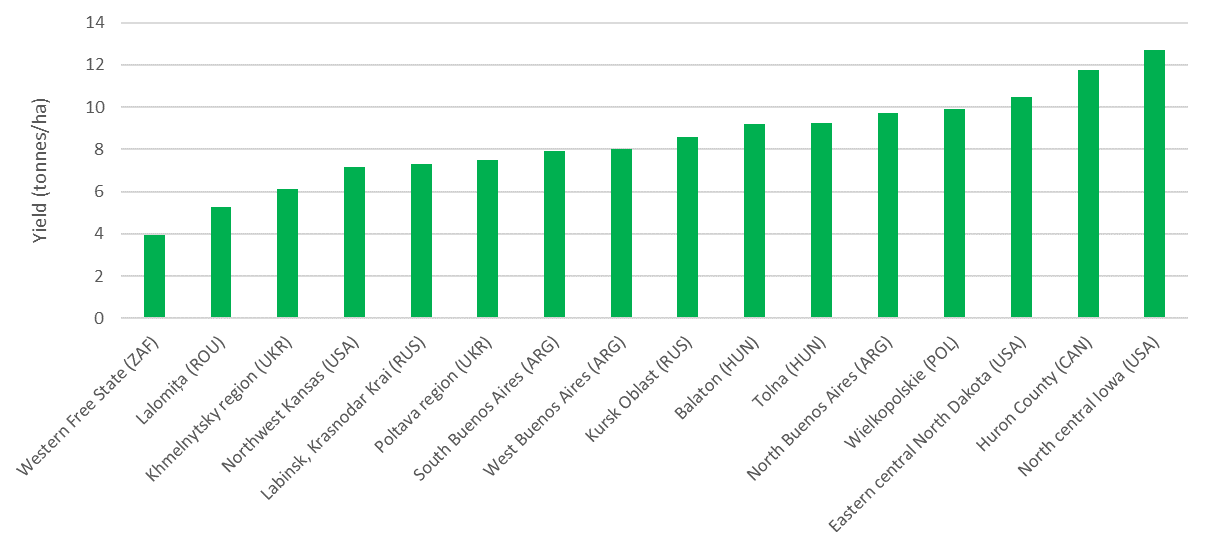 14
12
10
8
6
4
2
0
Yield (tonnes/ha)
Western Free State (ZAF)
Lalomița (ROU)
Khmelnytsky region (UKR)
Northwest Kansas (USA)
Labinsk, Krasnodar Krai (RUS)
Poltava region (UKR)
South Buenos Aires (ARG)
West Buenos Aires (ARG)
Kursk Oblast (RUS)
Balaton (HUN)
Tolna (HUN)
North Buenos Aires (ARG)
Wielkopolskie (POL)
Eastern central North Dakota (USA)
Huron County (CAN)
North central Iowa (USA)